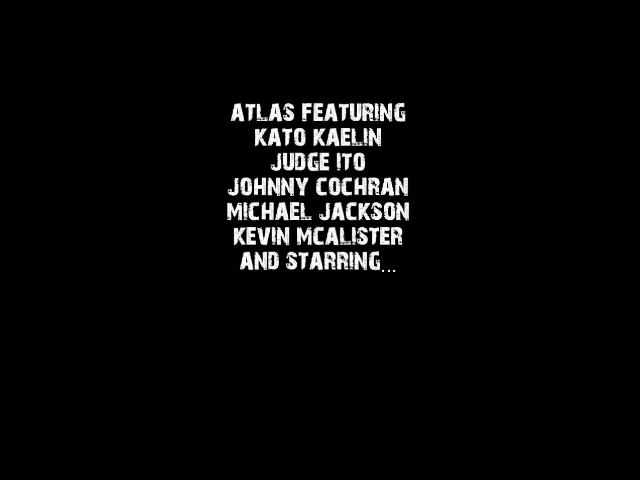 ATLAS FEATURING
KATO KAELIN
JUDGE ITO
JOHNNY COCHRAN
MICHAEL JACKSON
KEVIN MCALISTER
AND STARRING...